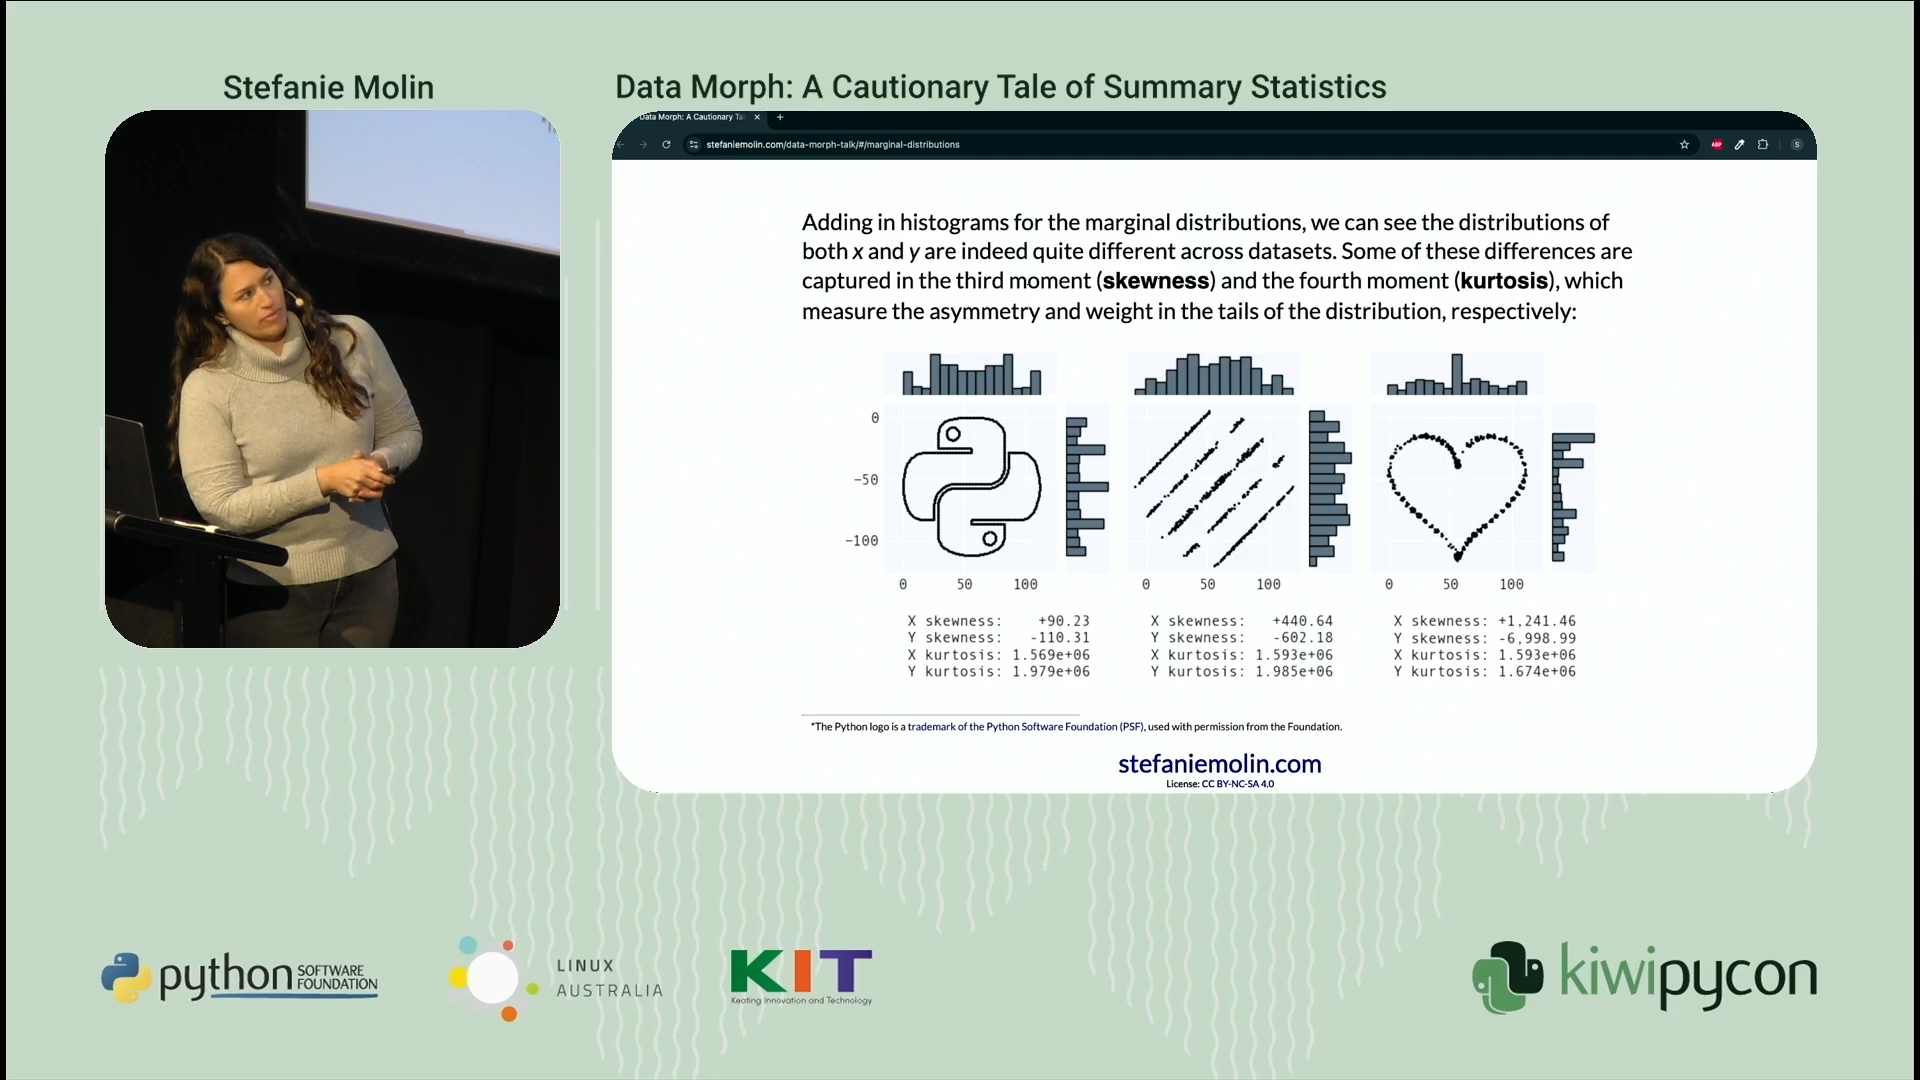 Stefanie Molin
Data Morph: A Cautionary Tale of Summary Statistics
Data Morph: A Cautionary Tal
stefaniemolin.com/data-morph-talk/#/marginal-distributions
ABP
S
Adding in histograms for the marginal distributions, we can see the distributions of
both x and y are indeed quite different across datasets. Some of these differences are
captured in the third moment (skewness) and the fourth moment (kurtosis), which
measure the asymmetry and weight in the tails of the distribution, respectively:
0
-50
-100
0 50 100
0 50 100
0 50 100
X skewness: +90.23
Y skewness: -110.31
X kurtosis: 1.569e+06
Y kurtosis: 1.979e+06
X skewness: +440.64
Y skewness: -602.18
X kurtosis: 1.593e+06
Y kurtosis: 1.985e+06
X skewness: +1,241.46
Y skewness: -6,998.99
X kurtosis: 1.593e+06
Y kurtosis: 1.674e+06
*The Python logo is a trademark of the Python Software Foundation (PSF), used with permission from the Foundation.
stefaniemolin.com
License: CC BY-NC-SA 4.0
python SOFTWARE
FOUNDATION
LINUX
AUSTRALIA
KIT
Keating Innovation and Technology
kiwipycon